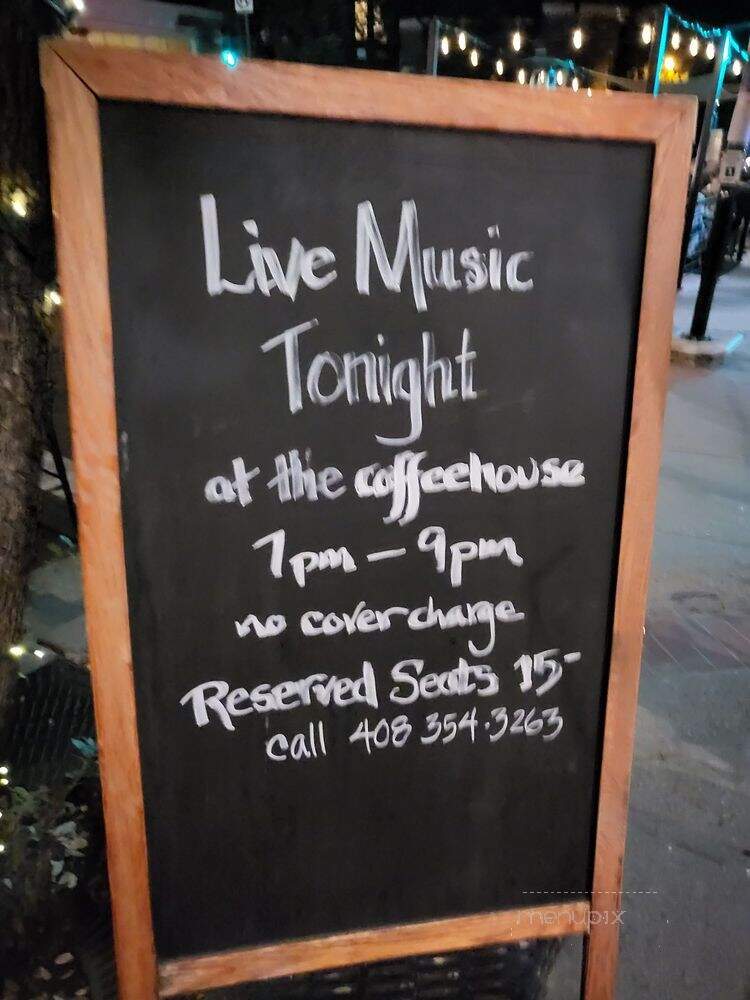 Live Music
Tonight
at the coffeehouse
7pm – 9pm
no cover charge
Reserved Seats 15-
call 408 354·3263
menupix